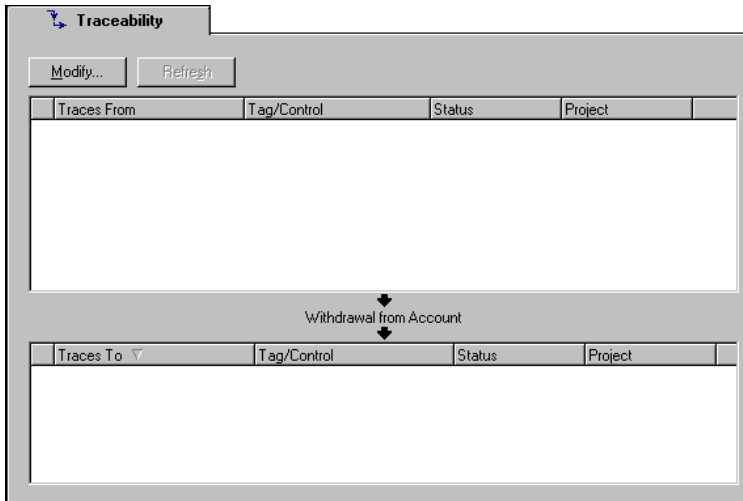 Traceability
Modify... Refresh
Traces From Tag/Control Status Project
Withdrawal from Account
Traces To Tag/Control Status Project